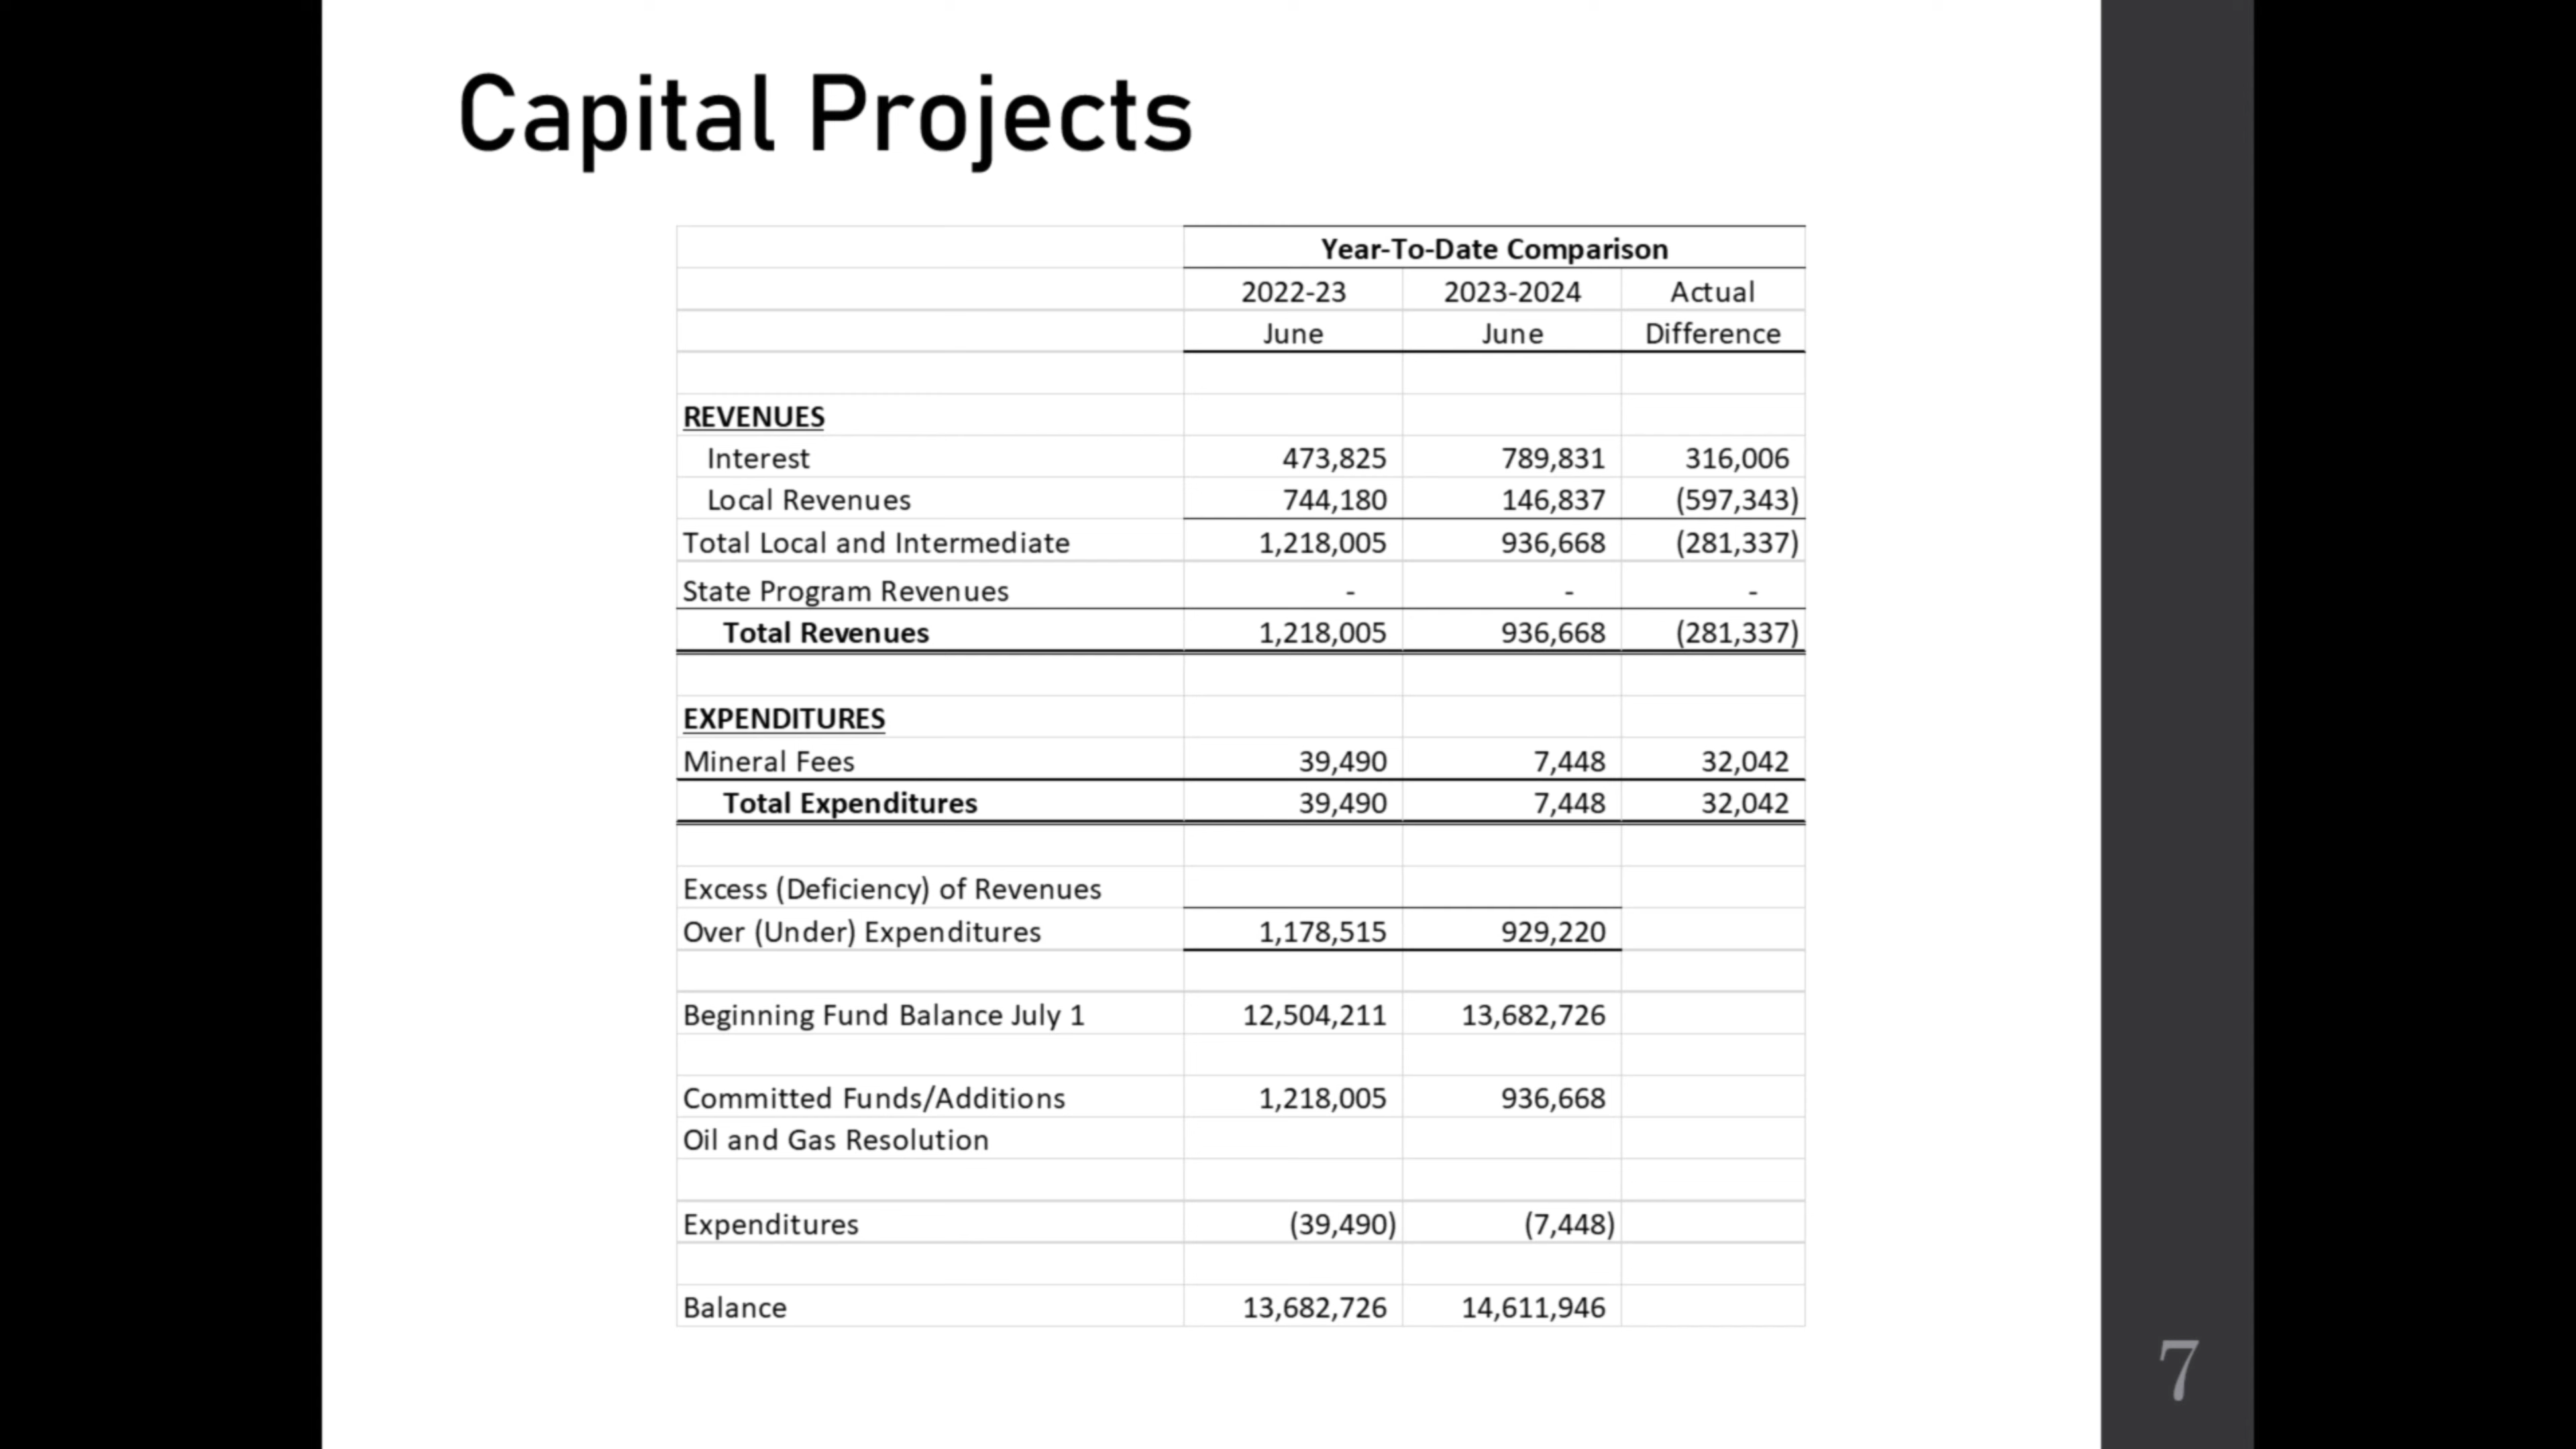 Capital Projects
Year-To-Date Comparison
2022-23 2023-2024 Actual
June June Difference
REVENUES
Interest 473,825 789,831 316,006
Local Revenues 744,180 146,837 (597,343)
Total Local and Intermediate 1,218,005 936,668 (281,337)
State Program Revenues - - -
Total Revenues 1,218,005 936,668 (281,337)
EXPENDITURES
Mineral Fees 39,490 7,448 32,042
Total Expenditures 39,490 7,448 32,042
Excess (Deficiency) of Revenues
Over (Under) Expenditures 1,178,515 929,220
Beginning Fund Balance July 1 12,504,211 13,682,726
Committed Funds/Additions 1,218,005 936,668
Oil and Gas Resolution
Expenditures (39,490) (7,448)
Balance 13,682,726 14,611,946
7